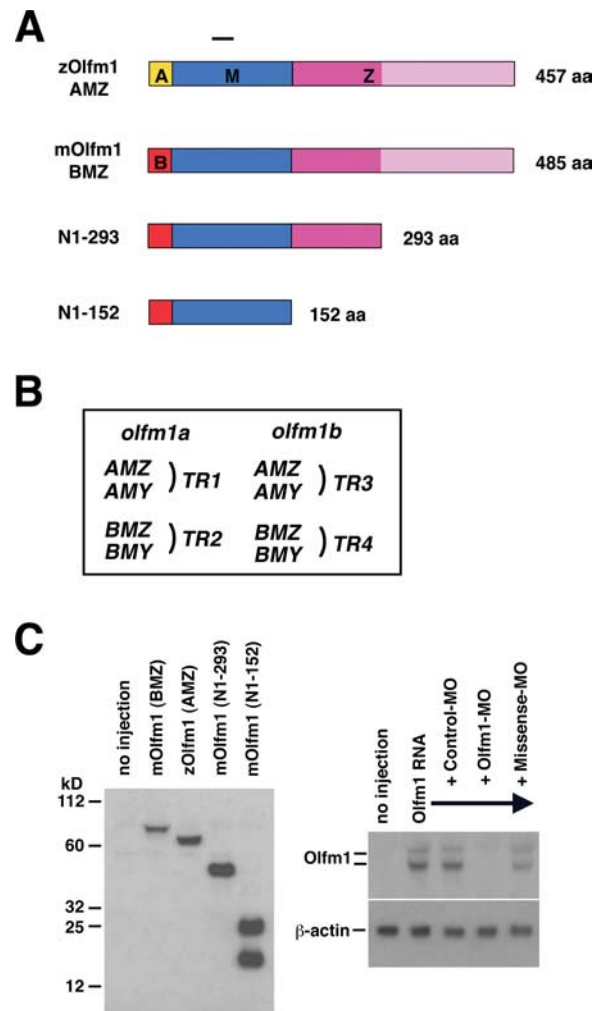 A
zOlfm1
AMZ
A M Z
457 aa
mOlfm1
BMZ
B
485 aa
N1-293
293 aa
N1-152
152 aa
B
olfm1a olfm1b
AMZ
AMY
) TR1
AMZ
AMY
) TR3
BMZ
BMY
) TR2
BMZ
BMY
) TR4
C
no injection
mOlfm1 (BMZ)
zOlfm1 (AMZ)
mOlfm1 (N1-293)
mOlfm1 (N1-152)
kD
112
60
32
25
12
no injection
Olfm1 RNA
+ Control-MO
+ Olfm1-MO
+ Missense-MO
Olfm1
β-actin